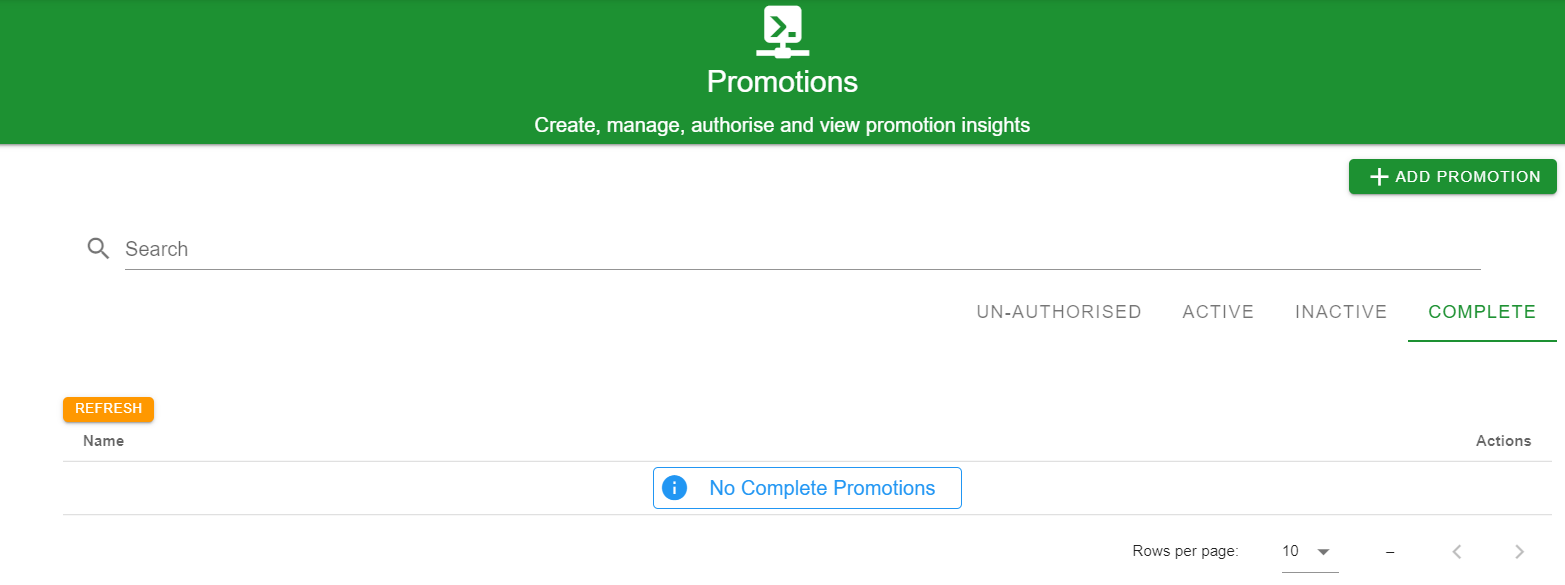 Promotions
Create, manage, authorise and view promotion insights
ADD PROMOTION
Search
UN-AUTHORISED ACTIVE INACTIVE COMPLETE
REFRESH
Name Actions
No Complete Promotions
Rows per page: 10 –